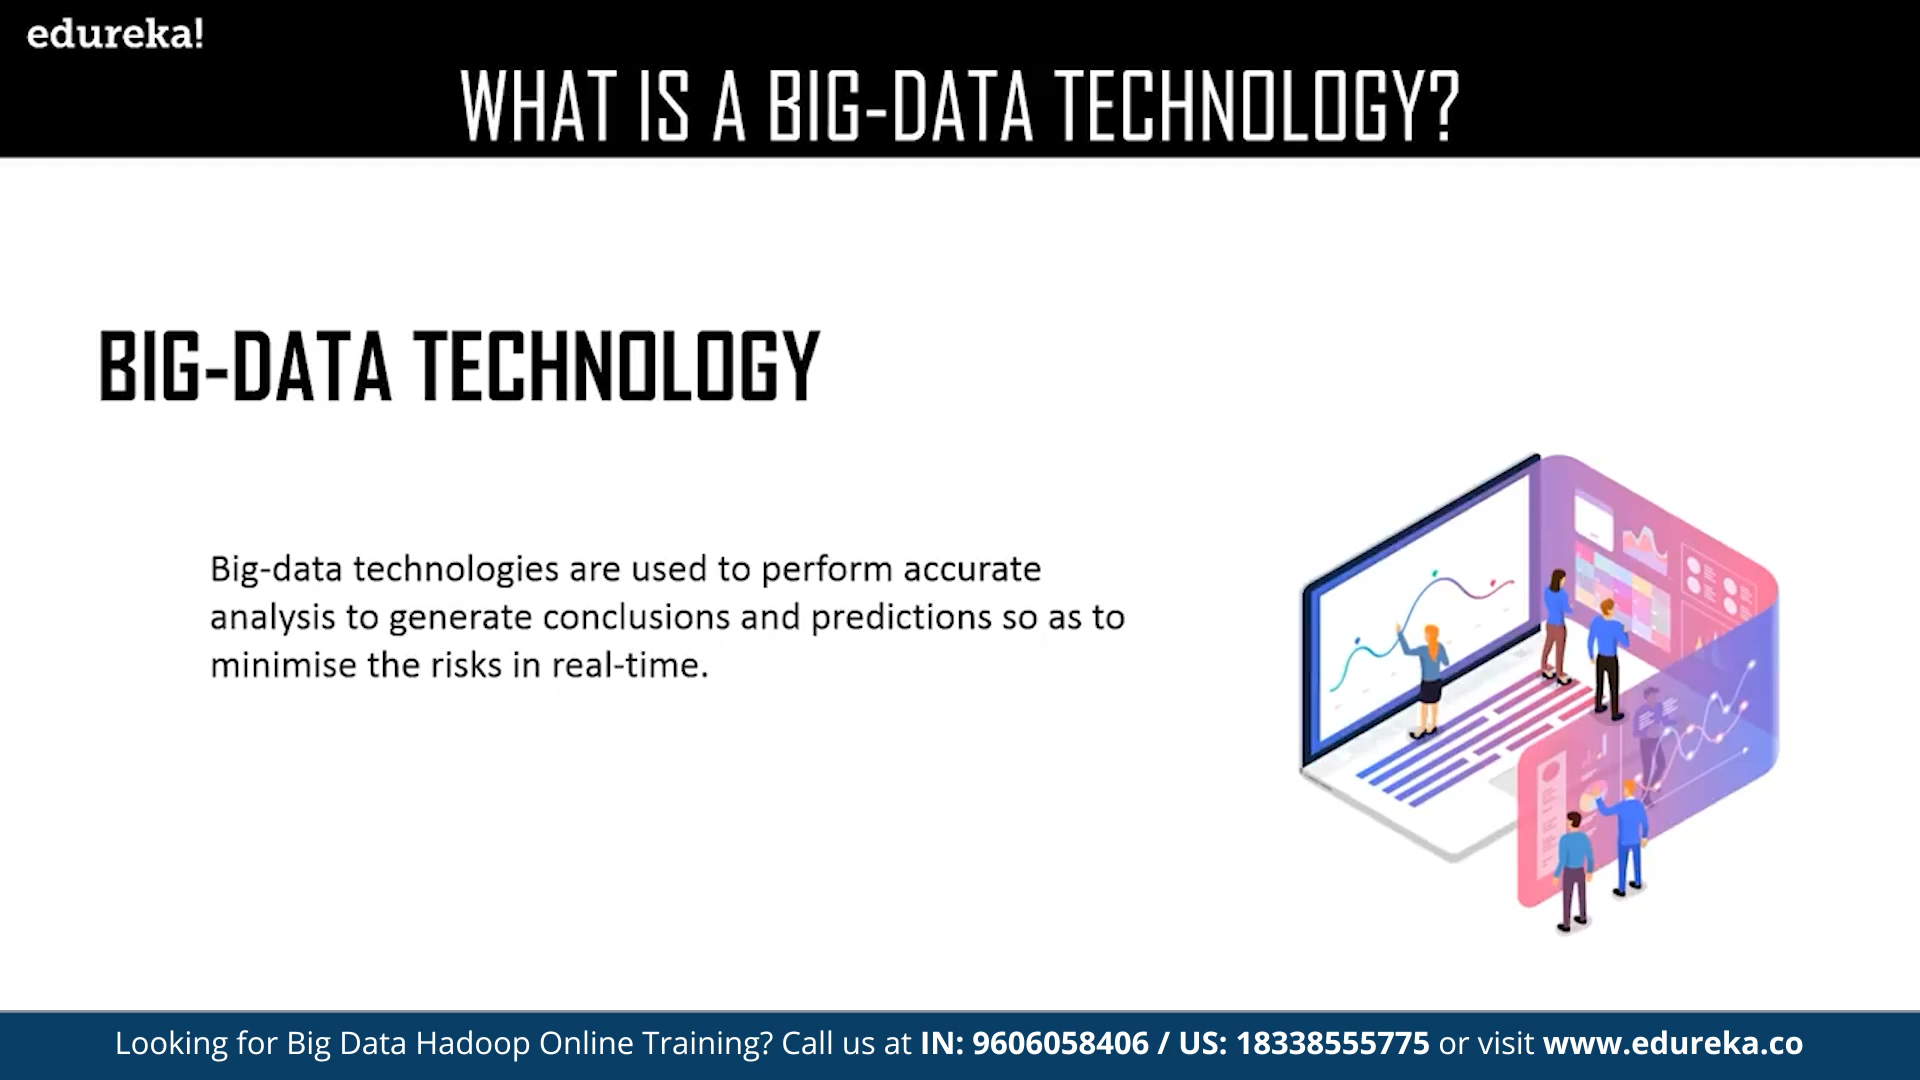 edureka!
WHAT IS A BIG-DATA TECHNOLOGY?
BIG-DATA TECHNOLOGY
Big-data technologies are used to perform accurate
analysis to generate conclusions and predictions so as to
minimise the risks in real-time.
Looking for Big Data Hadoop Online Training? Call us at IN: 9606058406 / US: 18338555775 or visit www.edureka.co